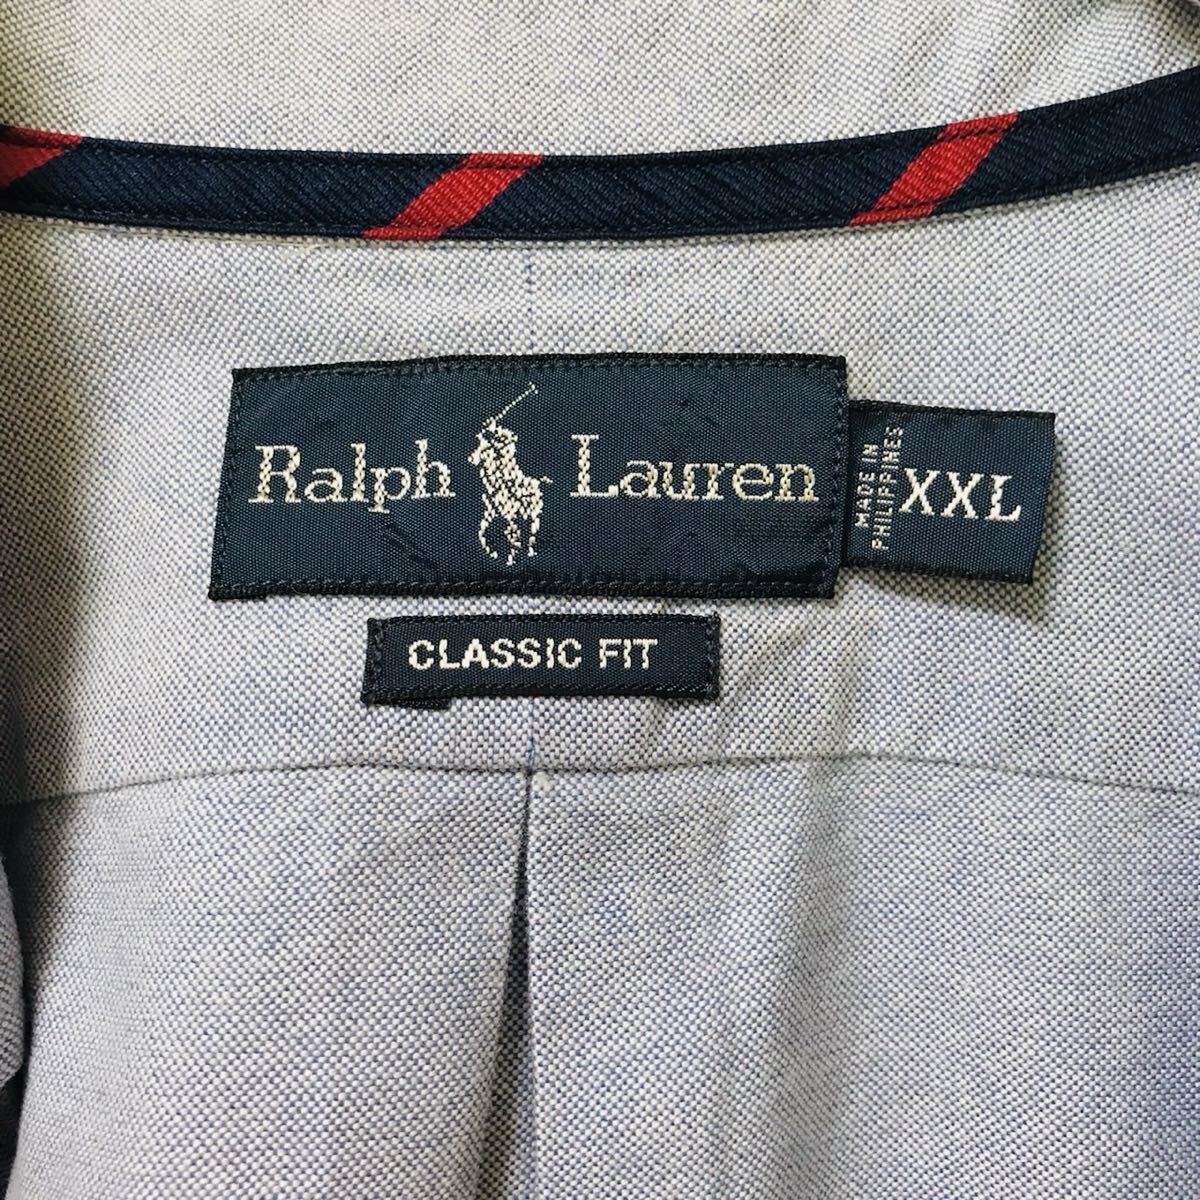 Ralph Lauren
MADE IN
PHILIPPINES
XXL
CLASSIC FIT